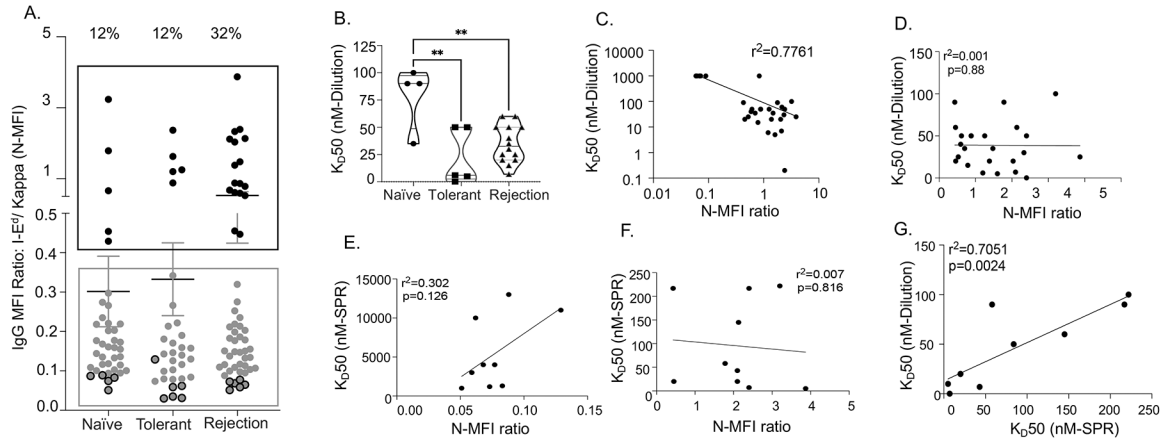 A.
12% 12% 32%
IgG MFI Ratio: I-Eᵈ/ Kappa (N-MFI)
5
3
1
0.5
0.4
0.3
0.2
0.1
0.0
Naïve Tolerant Rejection
B.
K_D50 (nM-Dilution)
125
100
75
50
25
0
** **
Naïve Tolerant Rejection
C.
r²=0.7761
K_D50 (nM-Dilution)
10000
1000
100
10
1
0.1
0.01 0.1 1 10
N-MFI ratio
D.
r²=0.001
p=0.88
K_D50 (nM-Dilution)
150
100
50
0
0 1 2 3 4 5
N-MFI ratio
E.
r²=0.302
p=0.126
K_D50 (nM-SPR)
15000
10000
5000
0
0.00 0.05 0.10 0.15
N-MFI ratio
F.
r²=0.007
p=0.816
K_D50 (nM-SPR)
250
200
150
100
50
0
0 1 2 3 4 5
N-MFI ratio
G.
r²=0.7051
p=0.0024
K_D50 (nM-Dilution)
150
100
50
0
0 50 100 150 200 250
K_D50 (nM-SPR)